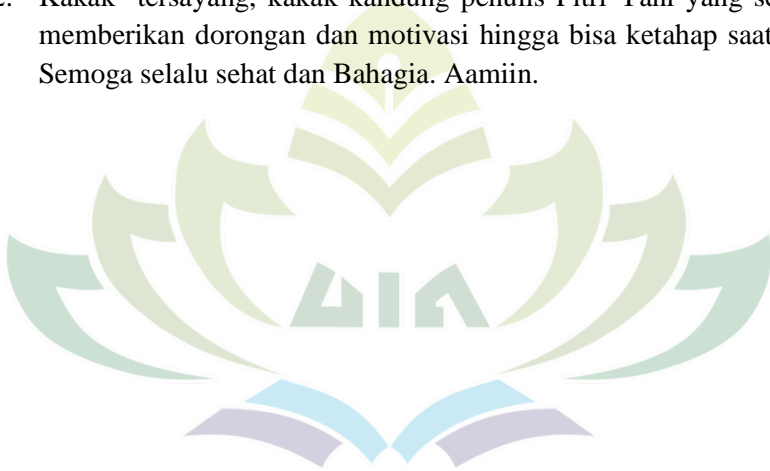 2. Kakak tersayang, kakak kandung penulis Fitri Yani yang
memberikan dorongan dan motivasi hingga bisa ketahap saat
Semoga selalu sehat dan Bahagia. Aamiin.
UIN